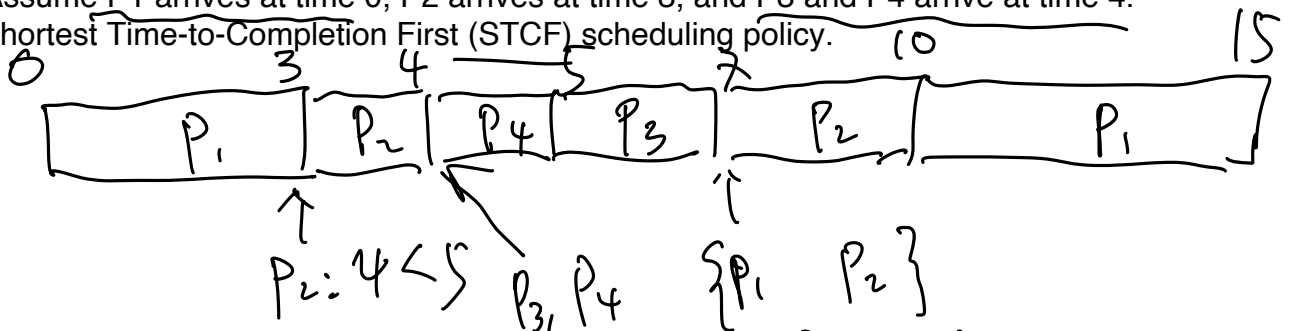 Assume P1 arrives at time 0, P2 arrives at time 3, and P3 and P4 arrive at time 4.
hortest Time-to-Completion First (STCF) scheduling policy.
0 3 4 5 7 10 15
P1 P2 P4 P3 P2 P1
P2: 4 < 5 P3, P4 {P1 P2}